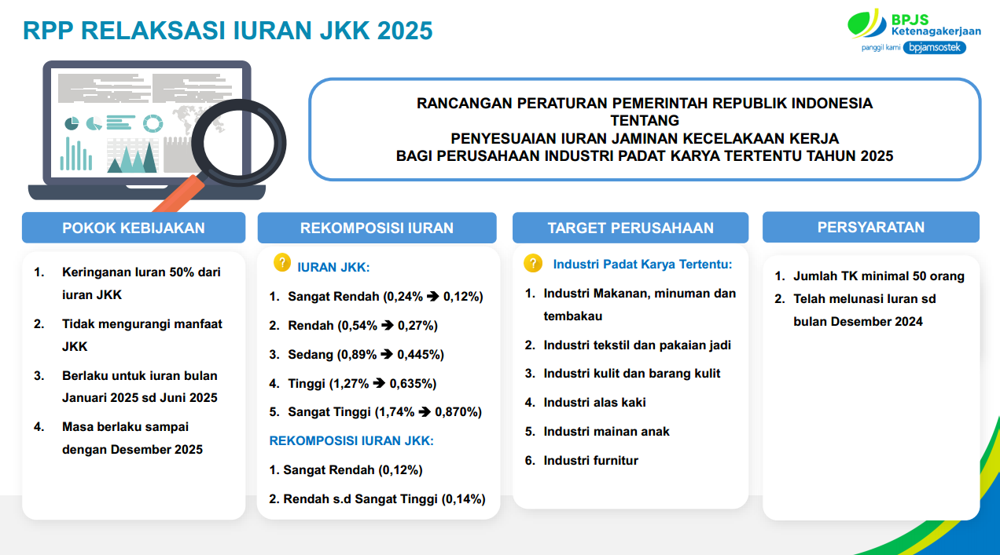 RPP RELAKSASI IURAN JKK 2025
BPJS
Ketenagakerjaan
panggil kami bpjamsostek
RANCANGAN PERATURAN PEMERINTAH REPUBLIK INDONESIA
TENTANG
PENYESUAIAN IURAN JAMINAN KECELAKAAN KERJA
BAGI PERUSAHAAN INDUSTRI PADAT KARYA TERTENTU TAHUN 2025
POKOK KEBIJAKAN
1. Keringanan Iuran 50% dari
iuran JKK
2. Tidak mengurangi manfaat
JKK
3. Berlaku untuk iuran bulan
Januari 2025 sd Juni 2025
4. Masa berlaku sampai
dengan Desember 2025
REKOMPOSISI IURAN
? IURAN JKK:
1. Sangat Rendah (0,24% ➔ 0,12%)
2. Rendah (0,54% ➔ 0,27%)
3. Sedang (0,89% ➔ 0,445%)
4. Tinggi (1,27% ➔ 0,635%)
5. Sangat Tinggi (1,74% ➔ 0,870%)
REKOMPOSISI IURAN JKK:
1. Sangat Rendah (0,12%)
2. Rendah s.d Sangat Tinggi (0,14%)
TARGET PERUSAHAAN
? Industri Padat Karya Tertentu:
1. Industri Makanan, minuman dan
tembakau
2. Industri tekstil dan pakaian jadi
3. Industri kulit dan barang kulit
4. Industri alas kaki
5. Industri mainan anak
6. Industri furnitur
PERSYARATAN
1. Jumlah TK minimal 50 orang
2. Telah melunasi Iuran sd
bulan Desember 2024